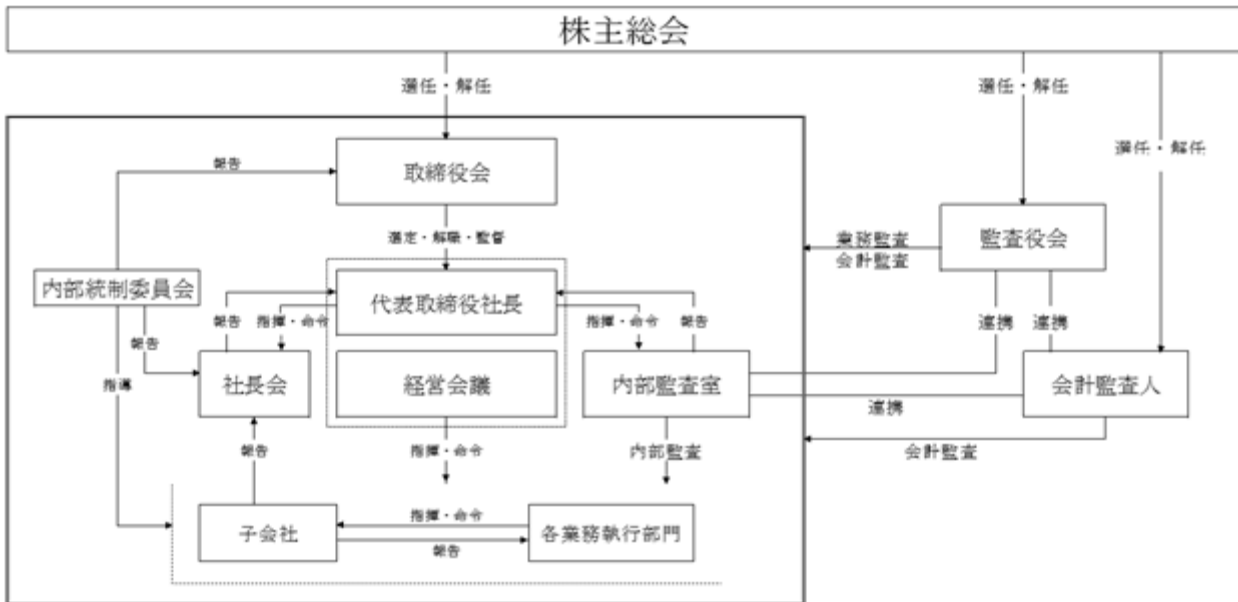 株主総会
選任・解任
選任・解任
選任・解任
報告
取締役会
選定・解職・監督
監査役会
業務監査
会計監査
内部統制委員会
代表取締役社長
報告
指揮・命令
指揮・命令
報告
連携
連携
報告
指導
社長会
経営会議
内部監査室
会計監査人
連携
報告
指揮・命令
内部監査
会計監査
子会社
指揮・命令
報告
各業務執行部門